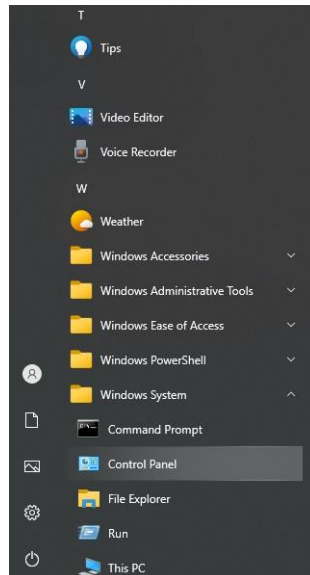 T
Tips
V
Video Editor
Voice Recorder
W
Weather
Windows Accessories
Windows Administrative Tools
Windows Ease of Access
Windows PowerShell
Windows System
Command Prompt
Control Panel
File Explorer
Run
This PC